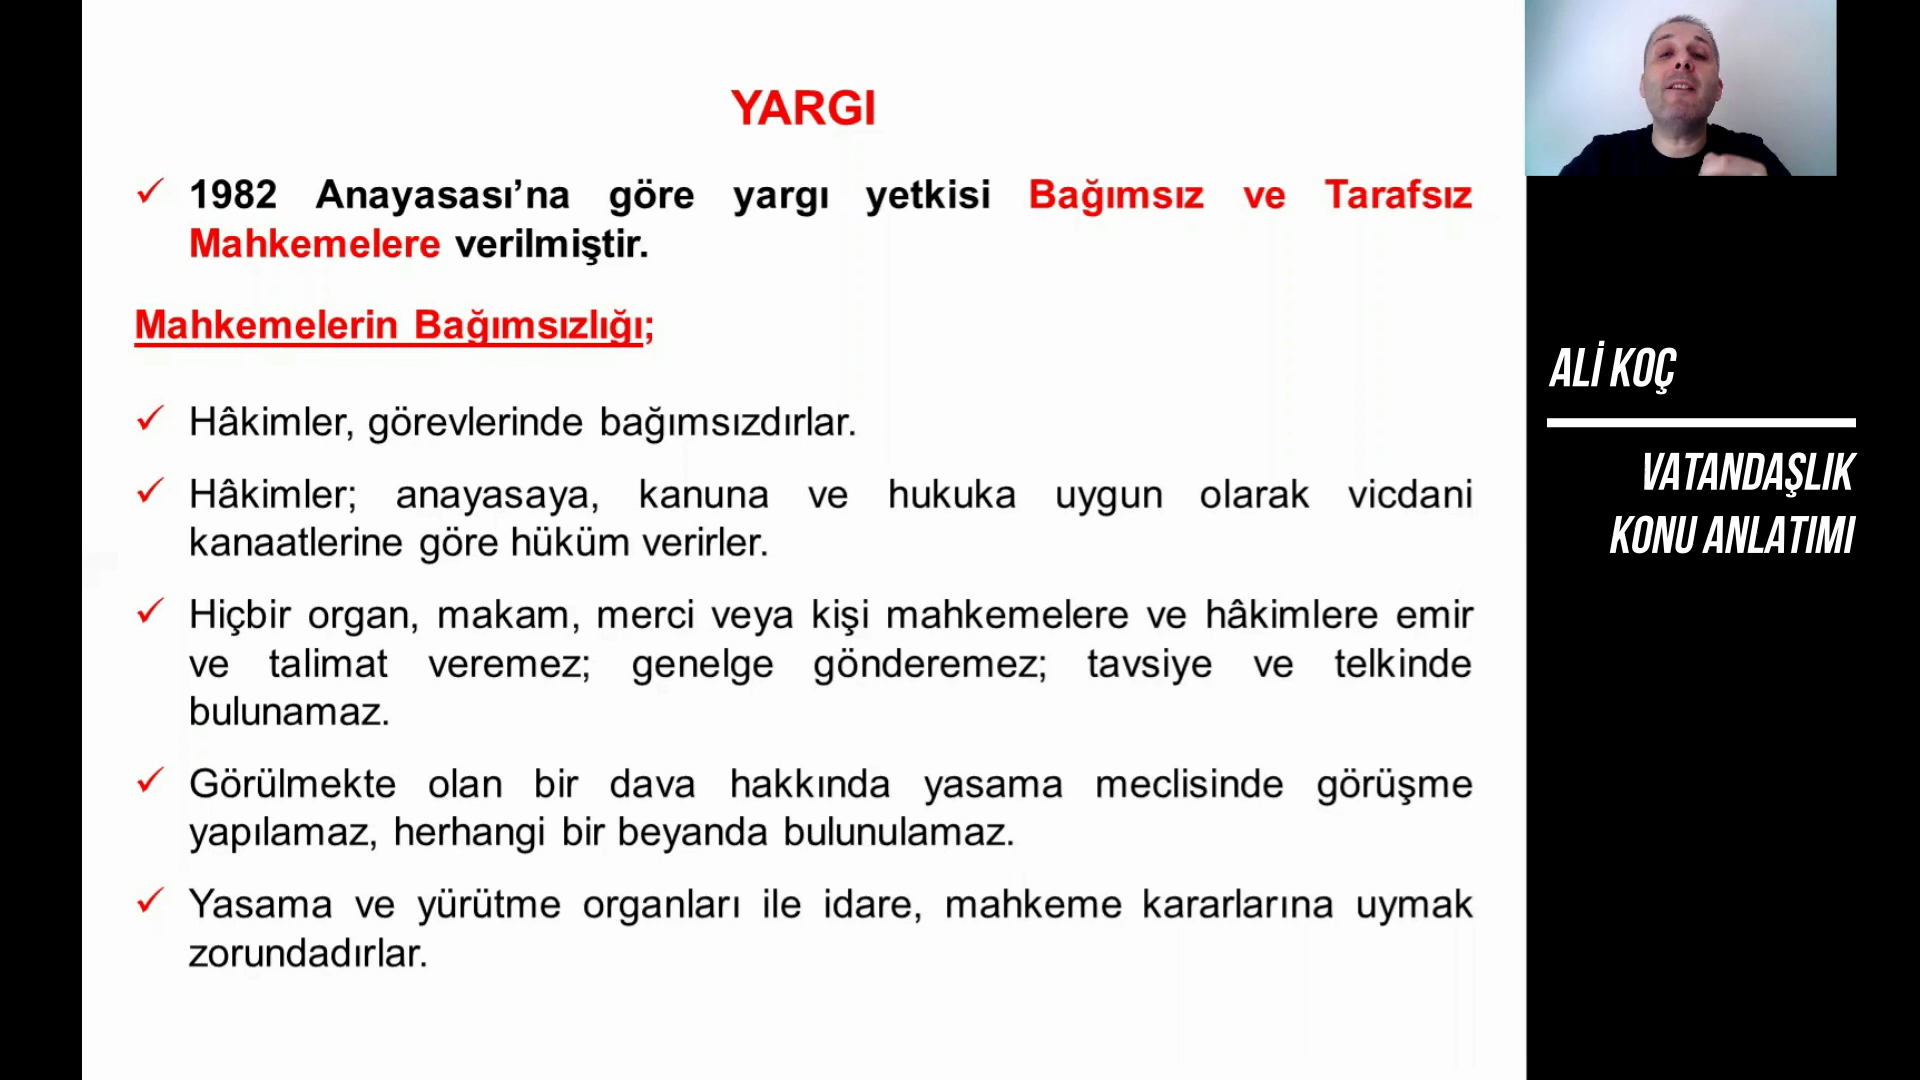 YARGI
✓ 1982 Anayasası’na göre yargı yetkisi Bağımsız ve Tarafsız
Mahkemelere verilmiştir.
Mahkemelerin Bağımsızlığı;
✓ Hâkimler, görevlerinde bağımsızdırlar.
✓ Hâkimler; anayasaya, kanuna ve hukuka uygun olarak vicdani
kanaatlerine göre hüküm verirler.
✓ Hiçbir organ, makam, merci veya kişi mahkemelere ve hâkimlere emir
ve talimat veremez; genelge gönderemez; tavsiye ve telkinde
bulunamaz.
✓ Görülmekte olan bir dava hakkında yasama meclisinde görüşme
yapılamaz, herhangi bir beyanda bulunulamaz.
✓ Yasama ve yürütme organları ile idare, mahkeme kararlarına uymak
zorundadırlar.
ALİ KOÇ
VATANDAŞLIK
KONU ANLATIMI